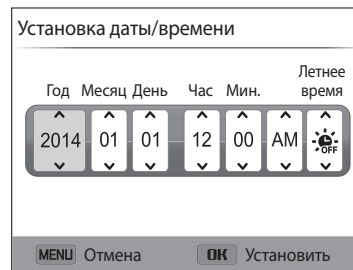 Установка даты/времени
Летнее
Год Месяц День Час Мин. время
2014 01 01 12 00 AM OFF
MENU Отмена OK Установить